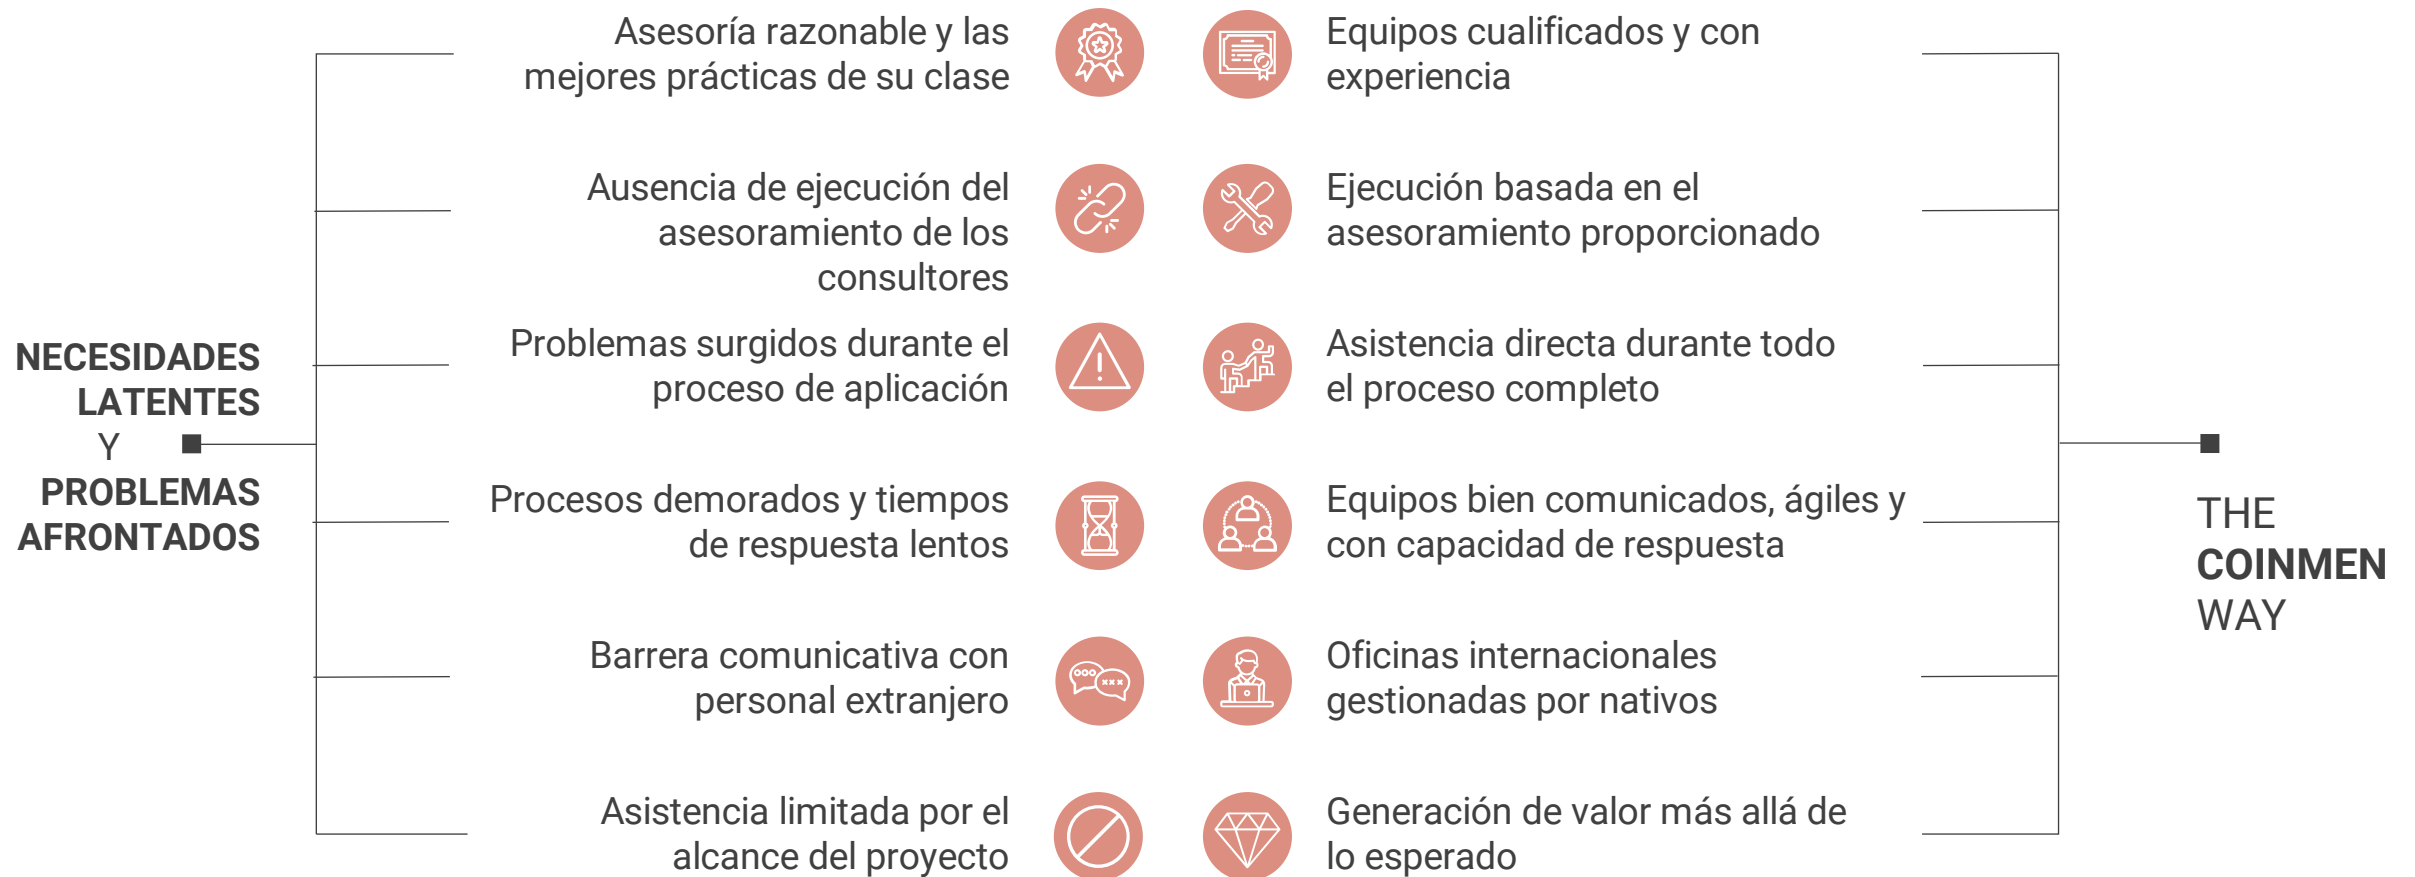 NECESIDADES
LATENTES
Y
PROBLEMAS
AFRONTADOS
Asesoría razonable y las
mejores prácticas de su clase
Ausencia de ejecución del
asesoramiento de los
consultores
Problemas surgidos durante el
proceso de aplicación
Procesos demorados y tiempos
de respuesta lentos
Barrera comunicativa con
personal extranjero
Asistencia limitada por el
alcance del proyecto
Equipos cualificados y con
experiencia
Ejecución basada en el
asesoramiento proporcionado
Asistencia directa durante todo
el proceso completo
Equipos bien comunicados, ágiles y
con capacidad de respuesta
Oficinas internacionales
gestionadas por nativos
Generación de valor más allá de
lo esperado
THE
COINMEN
WAY